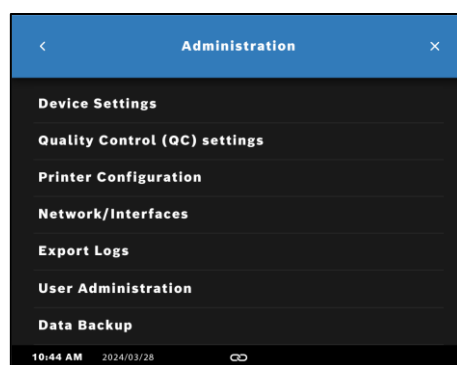 Administration
Device Settings
Quality Control (QC) settings
Printer Configuration
Network/Interfaces
Export Logs
User Administration
Data Backup
10:44 AM 2024/03/28